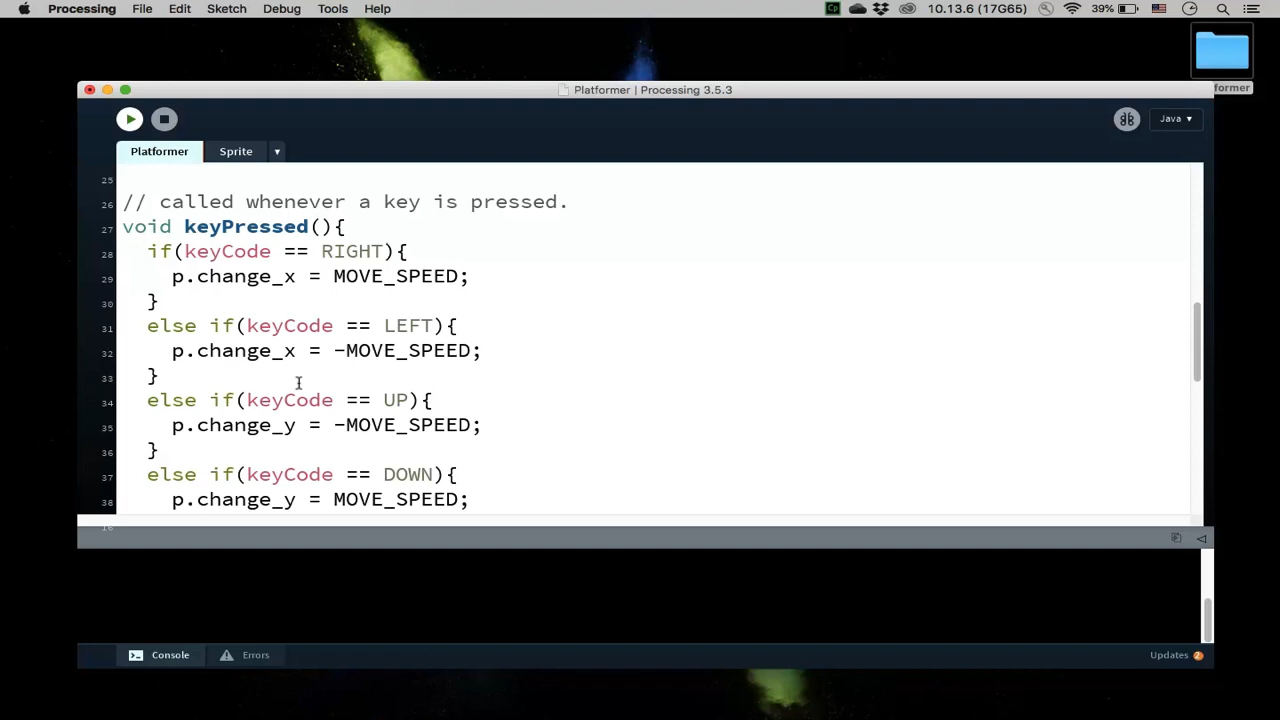 Processing File Edit Sketch Debug Tools Help 10.13.6 (17G65) 39%
former
Platformer | Processing 3.5.3
Java ▾
Platformer Sprite ▾
25
26 // called whenever a key is pressed.
27 void keyPressed(){
28 if(keyCode == RIGHT){
29 p.change_x = MOVE_SPEED;
30 }
31 else if(keyCode == LEFT){
32 p.change_x = -MOVE_SPEED;
33 }
34 else if(keyCode == UP){
35 p.change_y = -MOVE_SPEED;
36 }
37 else if(keyCode == DOWN){
38 p.change_y = MOVE_SPEED;
16
Console Errors Updates 2